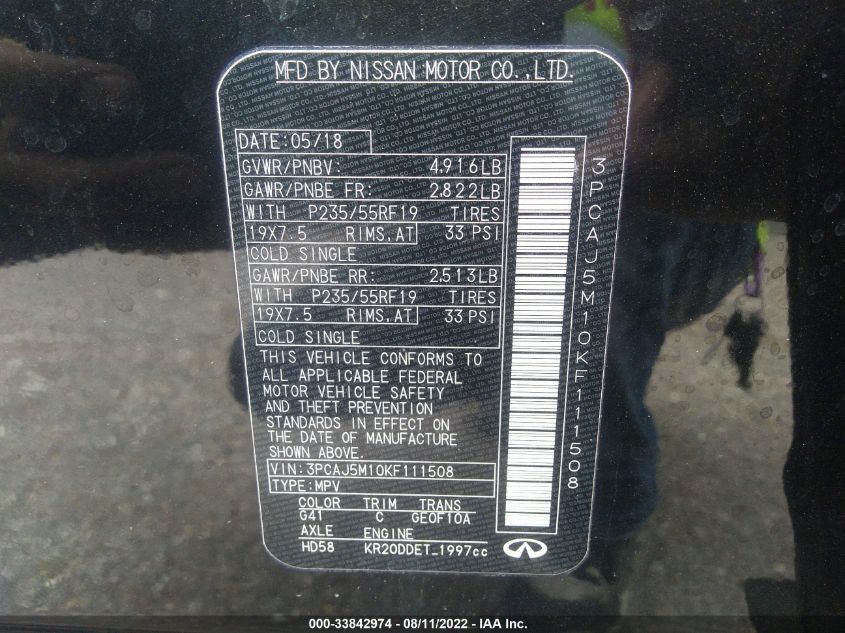 MFD BY NISSAN MOTOR CO.,LTD.
DATE:05/18
GVWR/PNBV: 4,916LB
GAWR/PNBE FR: 2,822LB
WITH P235/55RF19 TIRES
19X7.5 RIMS,AT 33 PSI
COLD SINGLE
GAWR/PNBE RR: 2,513LB
WITH P235/55RF19 TIRES
19X7.5 RIMS,AT 33 PSI
COLD SINGLE
THIS VEHICLE CONFORMS TO
ALL APPLICABLE FEDERAL
MOTOR VEHICLE SAFETY
AND THEFT PREVENTION
STANDARDS IN EFFECT ON
THE DATE OF MANUFACTURE
SHOWN ABOVE.
VIN:3PCAJ5M10KF111508
TYPE:MPV
COLOR TRIM TRANS
G41 C GEOF10A
AXLE ENGINE
HD58 KR20DDET_1997cc
3PCAJ5M10KF111508
000-33842974 - 08/11/2022 - IAA Inc.